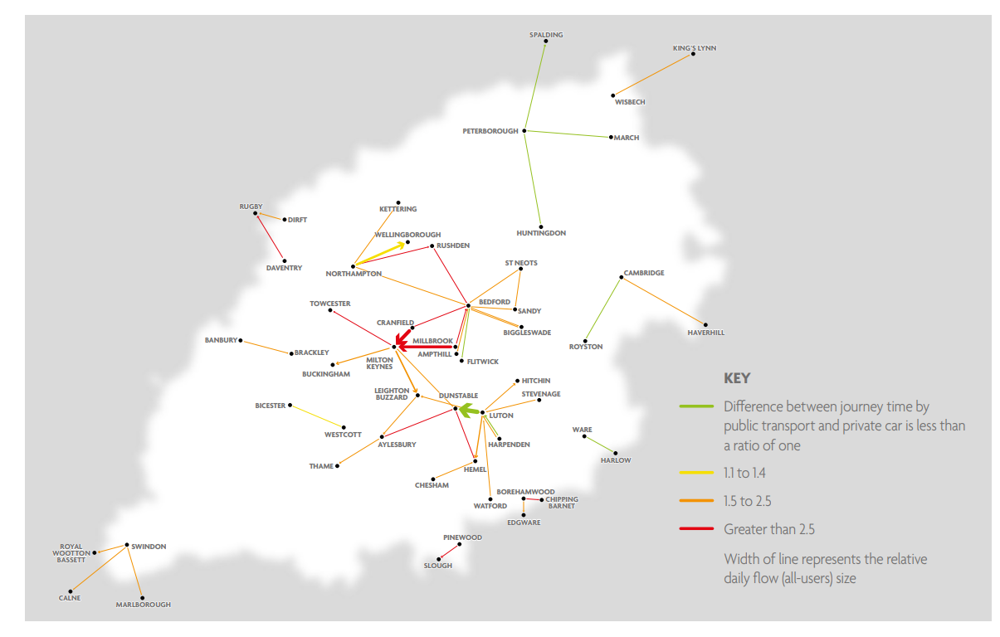 SPALDING
KING'S LYNN
WISBECH
PETERBOROUGH
MARCH
RUGBY
DIRFT
KETTERING
WELLINGBOROUGH
RUSHDEN
HUNTINGDON
DAVENTRY
NORTHAMPTON
ST NEOTS
CAMBRIDGE
TOWCESTER
BEDFORD
SANDY
CRANFIELD
BIGGLESWADE
HAVERHILL
BANBURY
MILLBROOK
ROYSTON
BRACKLEY
AMPTHILL
MILTON
KEYNES
FLITWICK
BUCKINGHAM
KEY
HITCHIN
LEIGHTON
BUZZARD
DUNSTABLE
STEVENAGE
BICESTER
LUTON
Difference between journey time by
public transport and private car is less than
a ratio of one
WESTCOTT
WARE
AYLESBURY
HARPENDEN
HARLOW
THAME
HEMEL
1.1 to 1.4
CHESHAM
BOREHAMWOOD
WATFORD
CHIPPING
BARNET
1.5 to 2.5
EDGWARE
Greater than 2.5
PINEWOOD
ROYAL
WOOTTON
BASSETT
SWINDON
SLOUGH
Width of line represents the relative
daily flow (all-users) size
CALNE
MARLBOROUGH